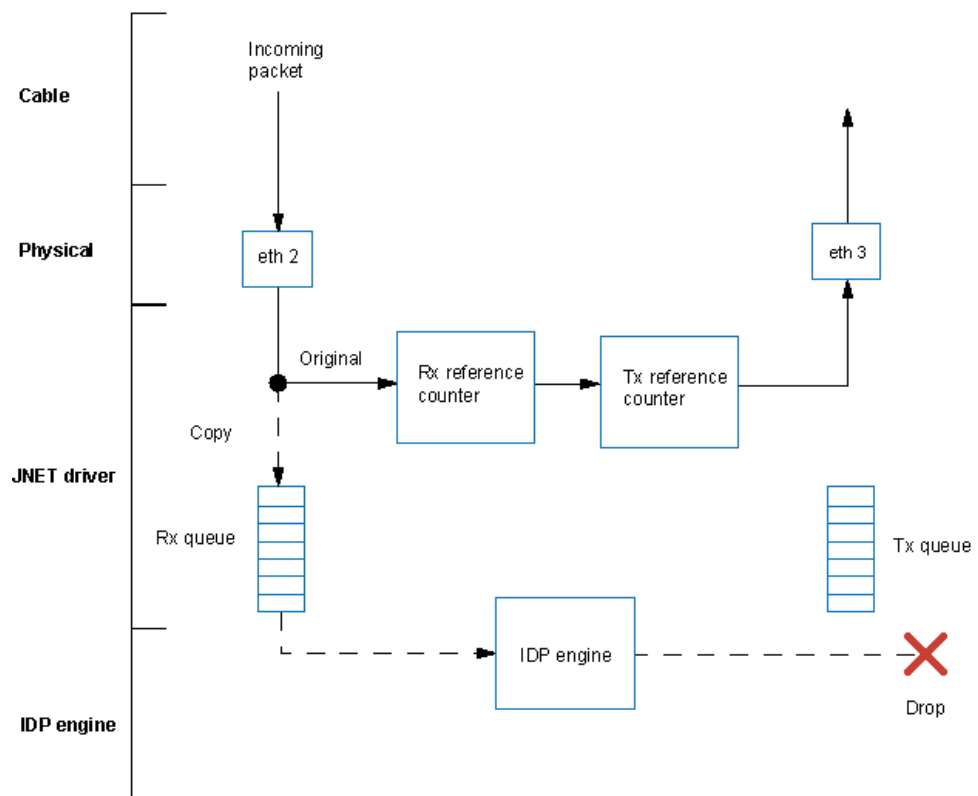 Incoming
packet
Cable
Physical
eth 2
eth 3
Original
Rx reference
counter
Tx reference
counter
Copy
JNET driver
Rx queue
Tx queue
IDP engine
Drop
IDP engine